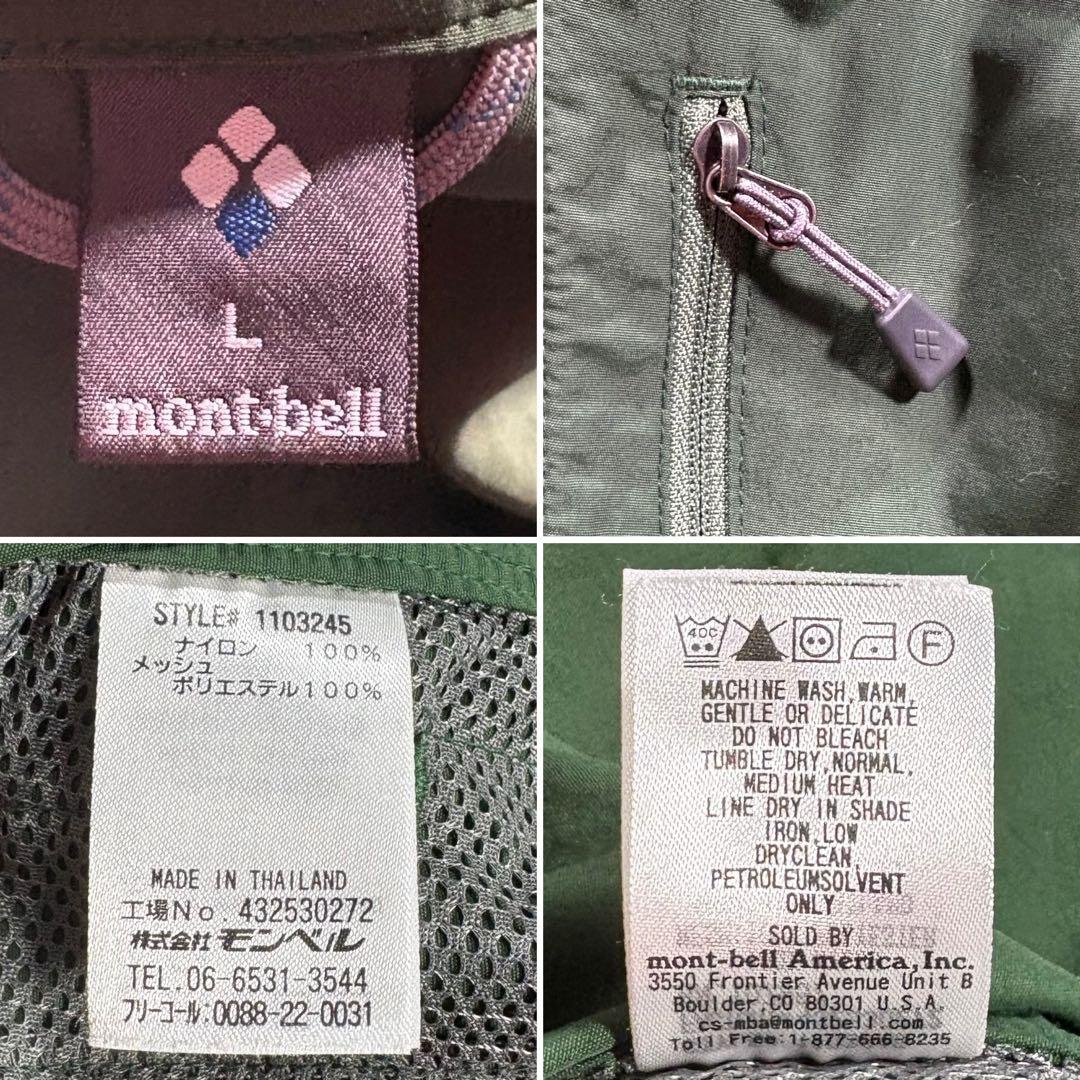 L
mont·bell
STYLE# 1103245
ナイロン 100%
メッシュ
ポリエステル100%
MADE IN THAILAND
工場No. 432530272
株式会社 モンベル
TEL. 06-6531-3544
フリーコール: 0088-22-0031
40C
F
MACHINE WASH,WARM,
GENTLE OR DELICATE
DO NOT BLEACH
TUMBLE DRY,NORMAL,
MEDIUM HEAT
LINE DRY IN SHADE
IRON,LOW
DRYCLEAN,
PETROLEUMSOLVENT
ONLY
SOLD BY
mont-bell America, Inc.
3550 Frontier Avenue Unit B
Boulder,CO 80301 U.S.A.
cs-mba@montbell.com
Toll Free:1-877-666-8235